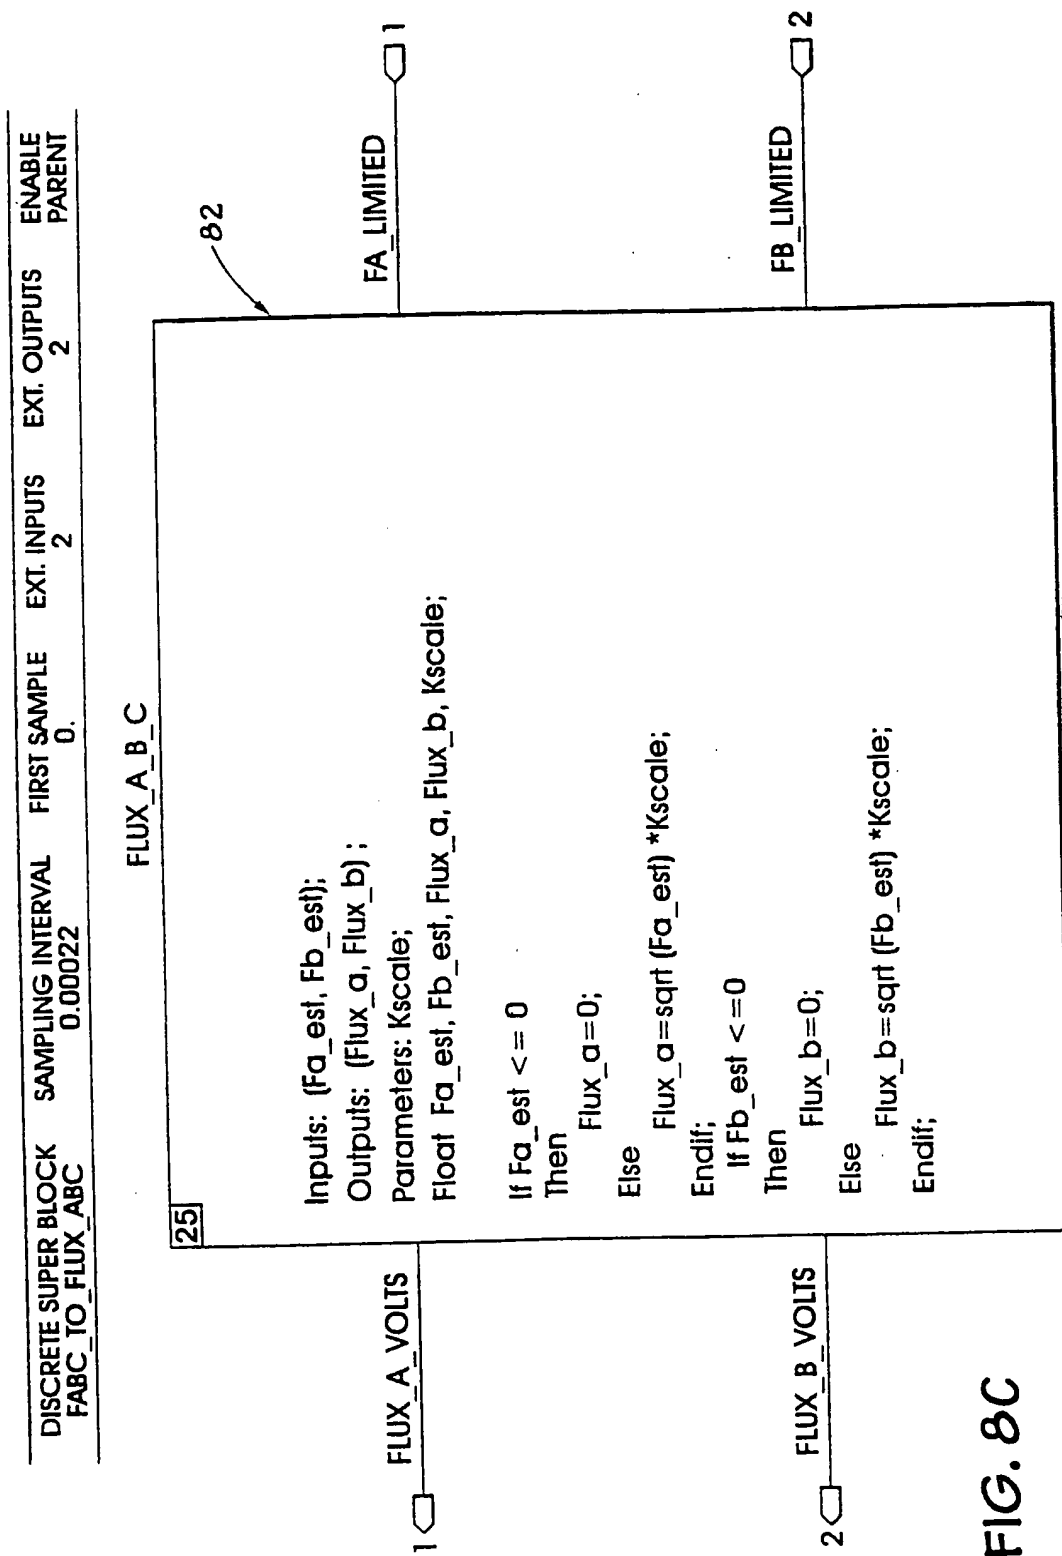 DISCRETE SUPER BLOCK SAMPLING INTERVAL FIRST SAMPLE EXT. INPUTS EXT. OUTPUTS ENABLE
FABC_TO_FLUX_ABC 0.00022 0. 2 2 PARENT
FLUX_A_B_C
82
25
Inputs: (Fa_est, Fb_est);
Outputs: (Flux_a, Flux_b) ;
Parameters: Kscale;
Float Fa_est, Fb_est, Flux_a, Flux_b, Kscale;
If Fa_est <= 0
Then
Flux_a=0;
Else
Flux_a=sqrt (Fa_est) *Kscale;
Endif;
If Fb_est <=0
Then
Flux_b=0;
Else
Flux_b=sqrt (Fb_est) *Kscale;
Endif;
1 FLUX_A_VOLTS
FA_LIMITED 1
2 FLUX_B_VOLTS
FB_LIMITED 2
FIG. 8C